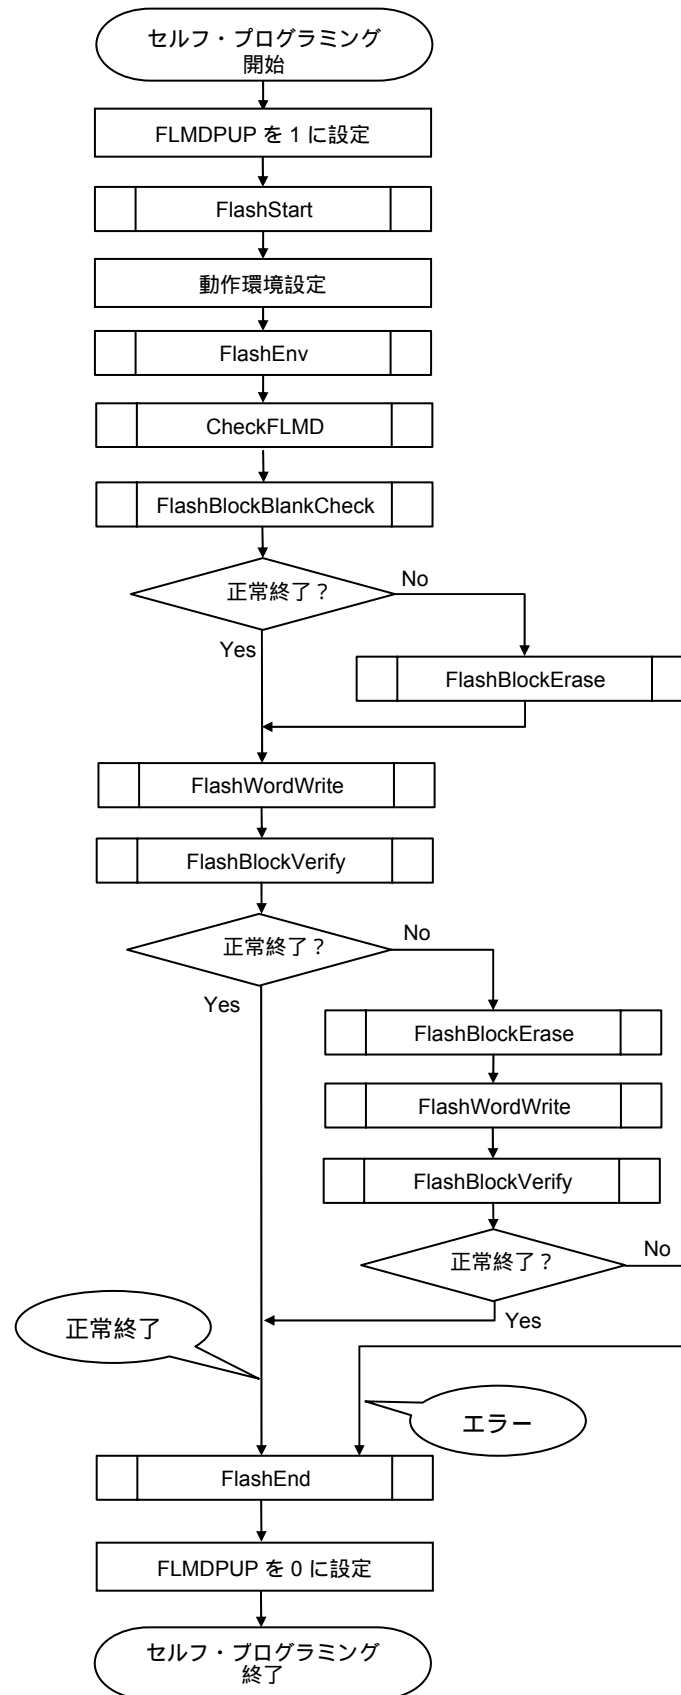 セルフ・プログラミング
開始
FLMDPUP を 1 に設定
FlashStart
動作環境設定
FlashEnv
CheckFLMD
FlashBlockBlankCheck
正常終了？
No
Yes
FlashBlockErase
FlashWordWrite
FlashBlockVerify
正常終了？
No
Yes
FlashBlockErase
FlashWordWrite
FlashBlockVerify
正常終了？
No
Yes
正常終了
エラー
FlashEnd
FLMDPUP を 0 に設定
セルフ・プログラミング
終了